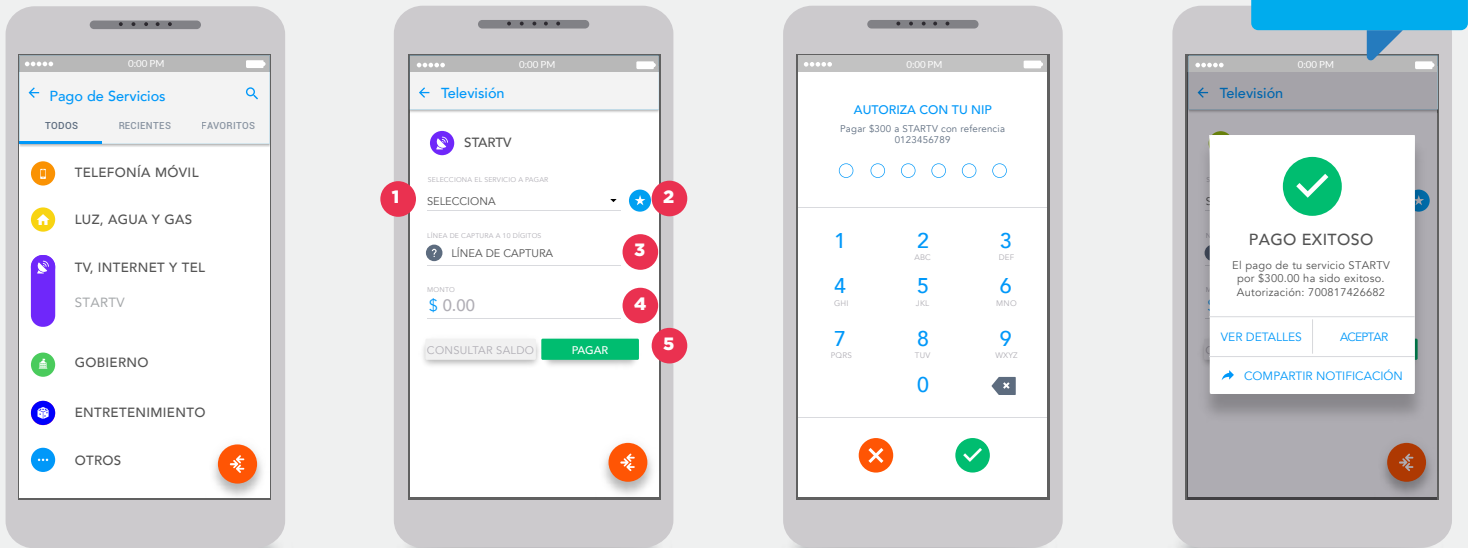 0:00 PM
Pago de Servicios
TODOS RECIENTES FAVORITOS
TELEFONÍA MÓVIL
LUZ, AGUA Y GAS
TV, INTERNET Y TEL
STARTV
GOBIERNO
ENTRETENIMIENTO
OTROS
0:00 PM
Televisión
STARTV
SELECCIONA EL SERVICIO A PAGAR
1
SELECCIONA
2
LÍNEA DE CAPTURA A 10 DÍGITOS
? LÍNEA DE CAPTURA
3
MONTO
$ 0.00
4
CONSULTAR SALDO PAGAR
5
0:00 PM
AUTORIZA CON TU NIP
Pagar $300 a STARTV con referencia
0123456789
1 2 3
ABC DEF
4 5 6
GHI JKL MNO
7 8 9
PQRS TUV WXYZ
0
0:00 PM
Televisión
PAGO EXITOSO
El pago de tu servicio STARTV
por $300.00 ha sido exitoso.
Autorización: 700817426682
VER DETALLES ACEPTAR
COMPARTIR NOTIFICACIÓN